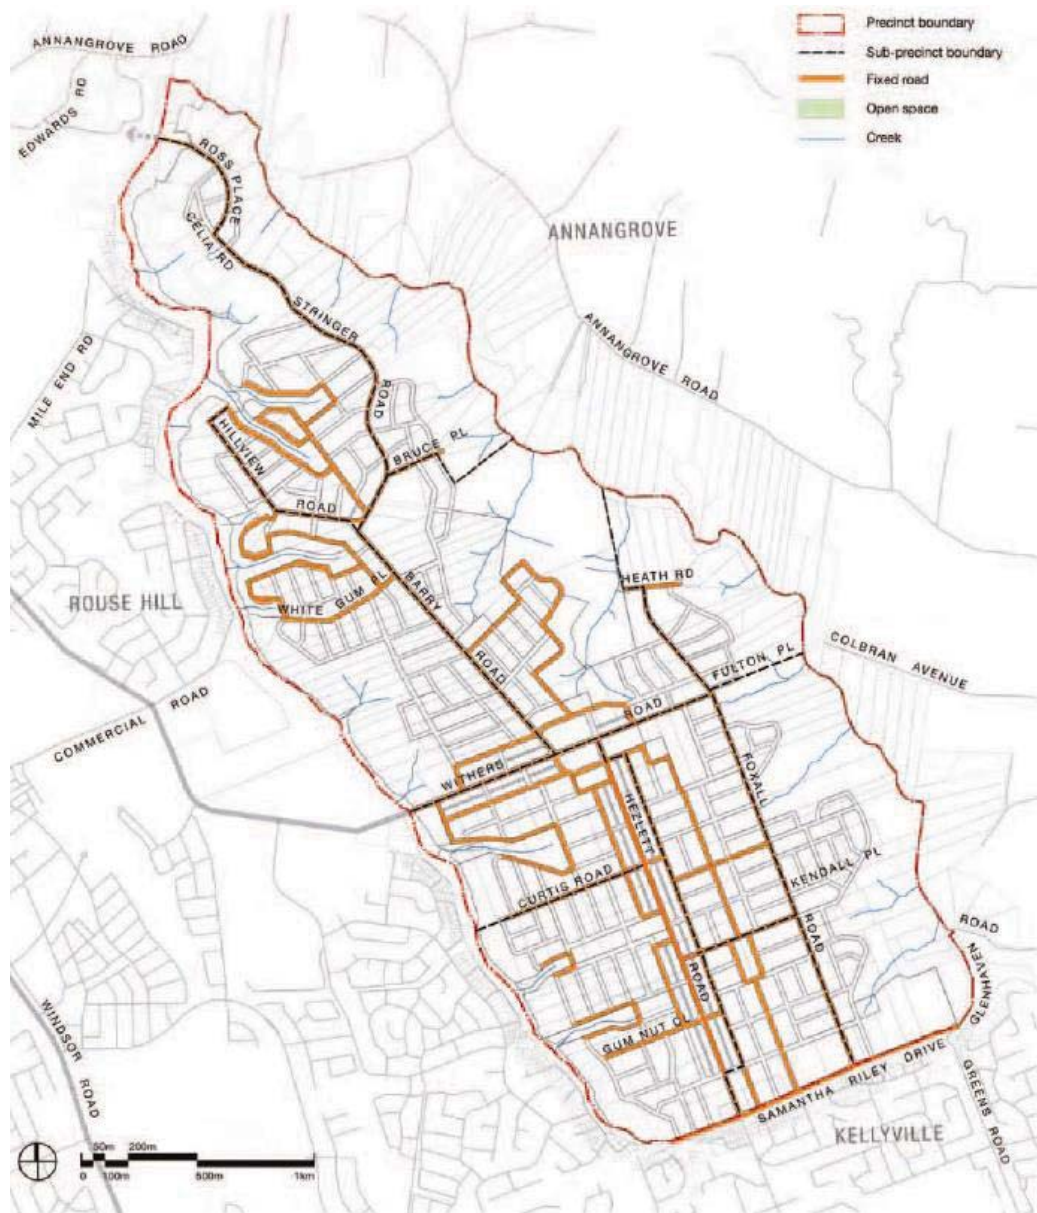 Precinct boundary
Sub-precinct boundary
Fixed road
Open space
Creek
ANNANGROVE ROAD
EDWARDS RD
ROSS PLACE
CELIA RD
ANNANGROVE
STRINGER
ROAD
ANNANGROVE ROAD
MILE END RD
HILLVIEW
ROAD
BRUCE PL
ROUSE HILL
WHITE GUM PL
BARRY
ROAD
HEATH RD
FULTON PL
COLBRAN AVENUE
COMMERCIAL ROAD
WITHERS
ROAD
FOXALL
ROAD
HEZLETT
ROAD
CURTIS ROAD
KENDALL PL
ROAD
GLENHAVEN
GUM NUT CL
WINDSOR
ROAD
SAMANTHA RILEY DRIVE
GREENS ROAD
KELLYVILLE
50m 200m
0 100m 500m 1km